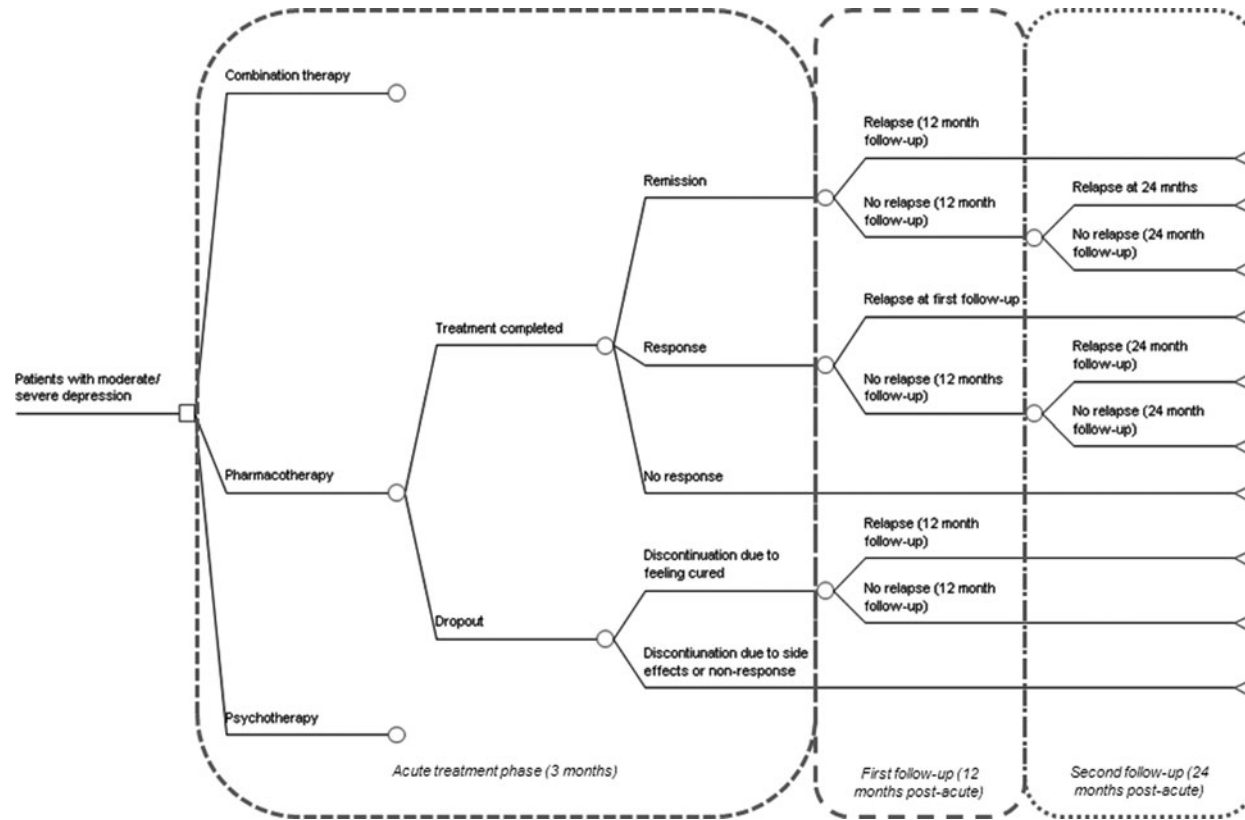 Combination therapy
Relapse (12 month
follow-up)
Remission
Relapse at 24 mnths
No relapse (12 month
follow-up)
No relapse (24 month
follow-up)
Relapse at first follow-up
Treatment completed
Response
Relapse (24 month
follow-up)
Patients with moderate/
severe depression
No relapse (12 months
follow-up)
No relapse (24 month
follow-up)
Pharmacotherapy
No response
Relapse (12 month
follow-up)
Discontinuation due to
feeling cured
No relapse (12 month
follow-up)
Dropout
Discontiunation due to side
effects or non-response
Psychotherapy
Acute treatment phase (3 months)
First follow-up (12
months post-acute)
Second follow-up (24
months post-acute)